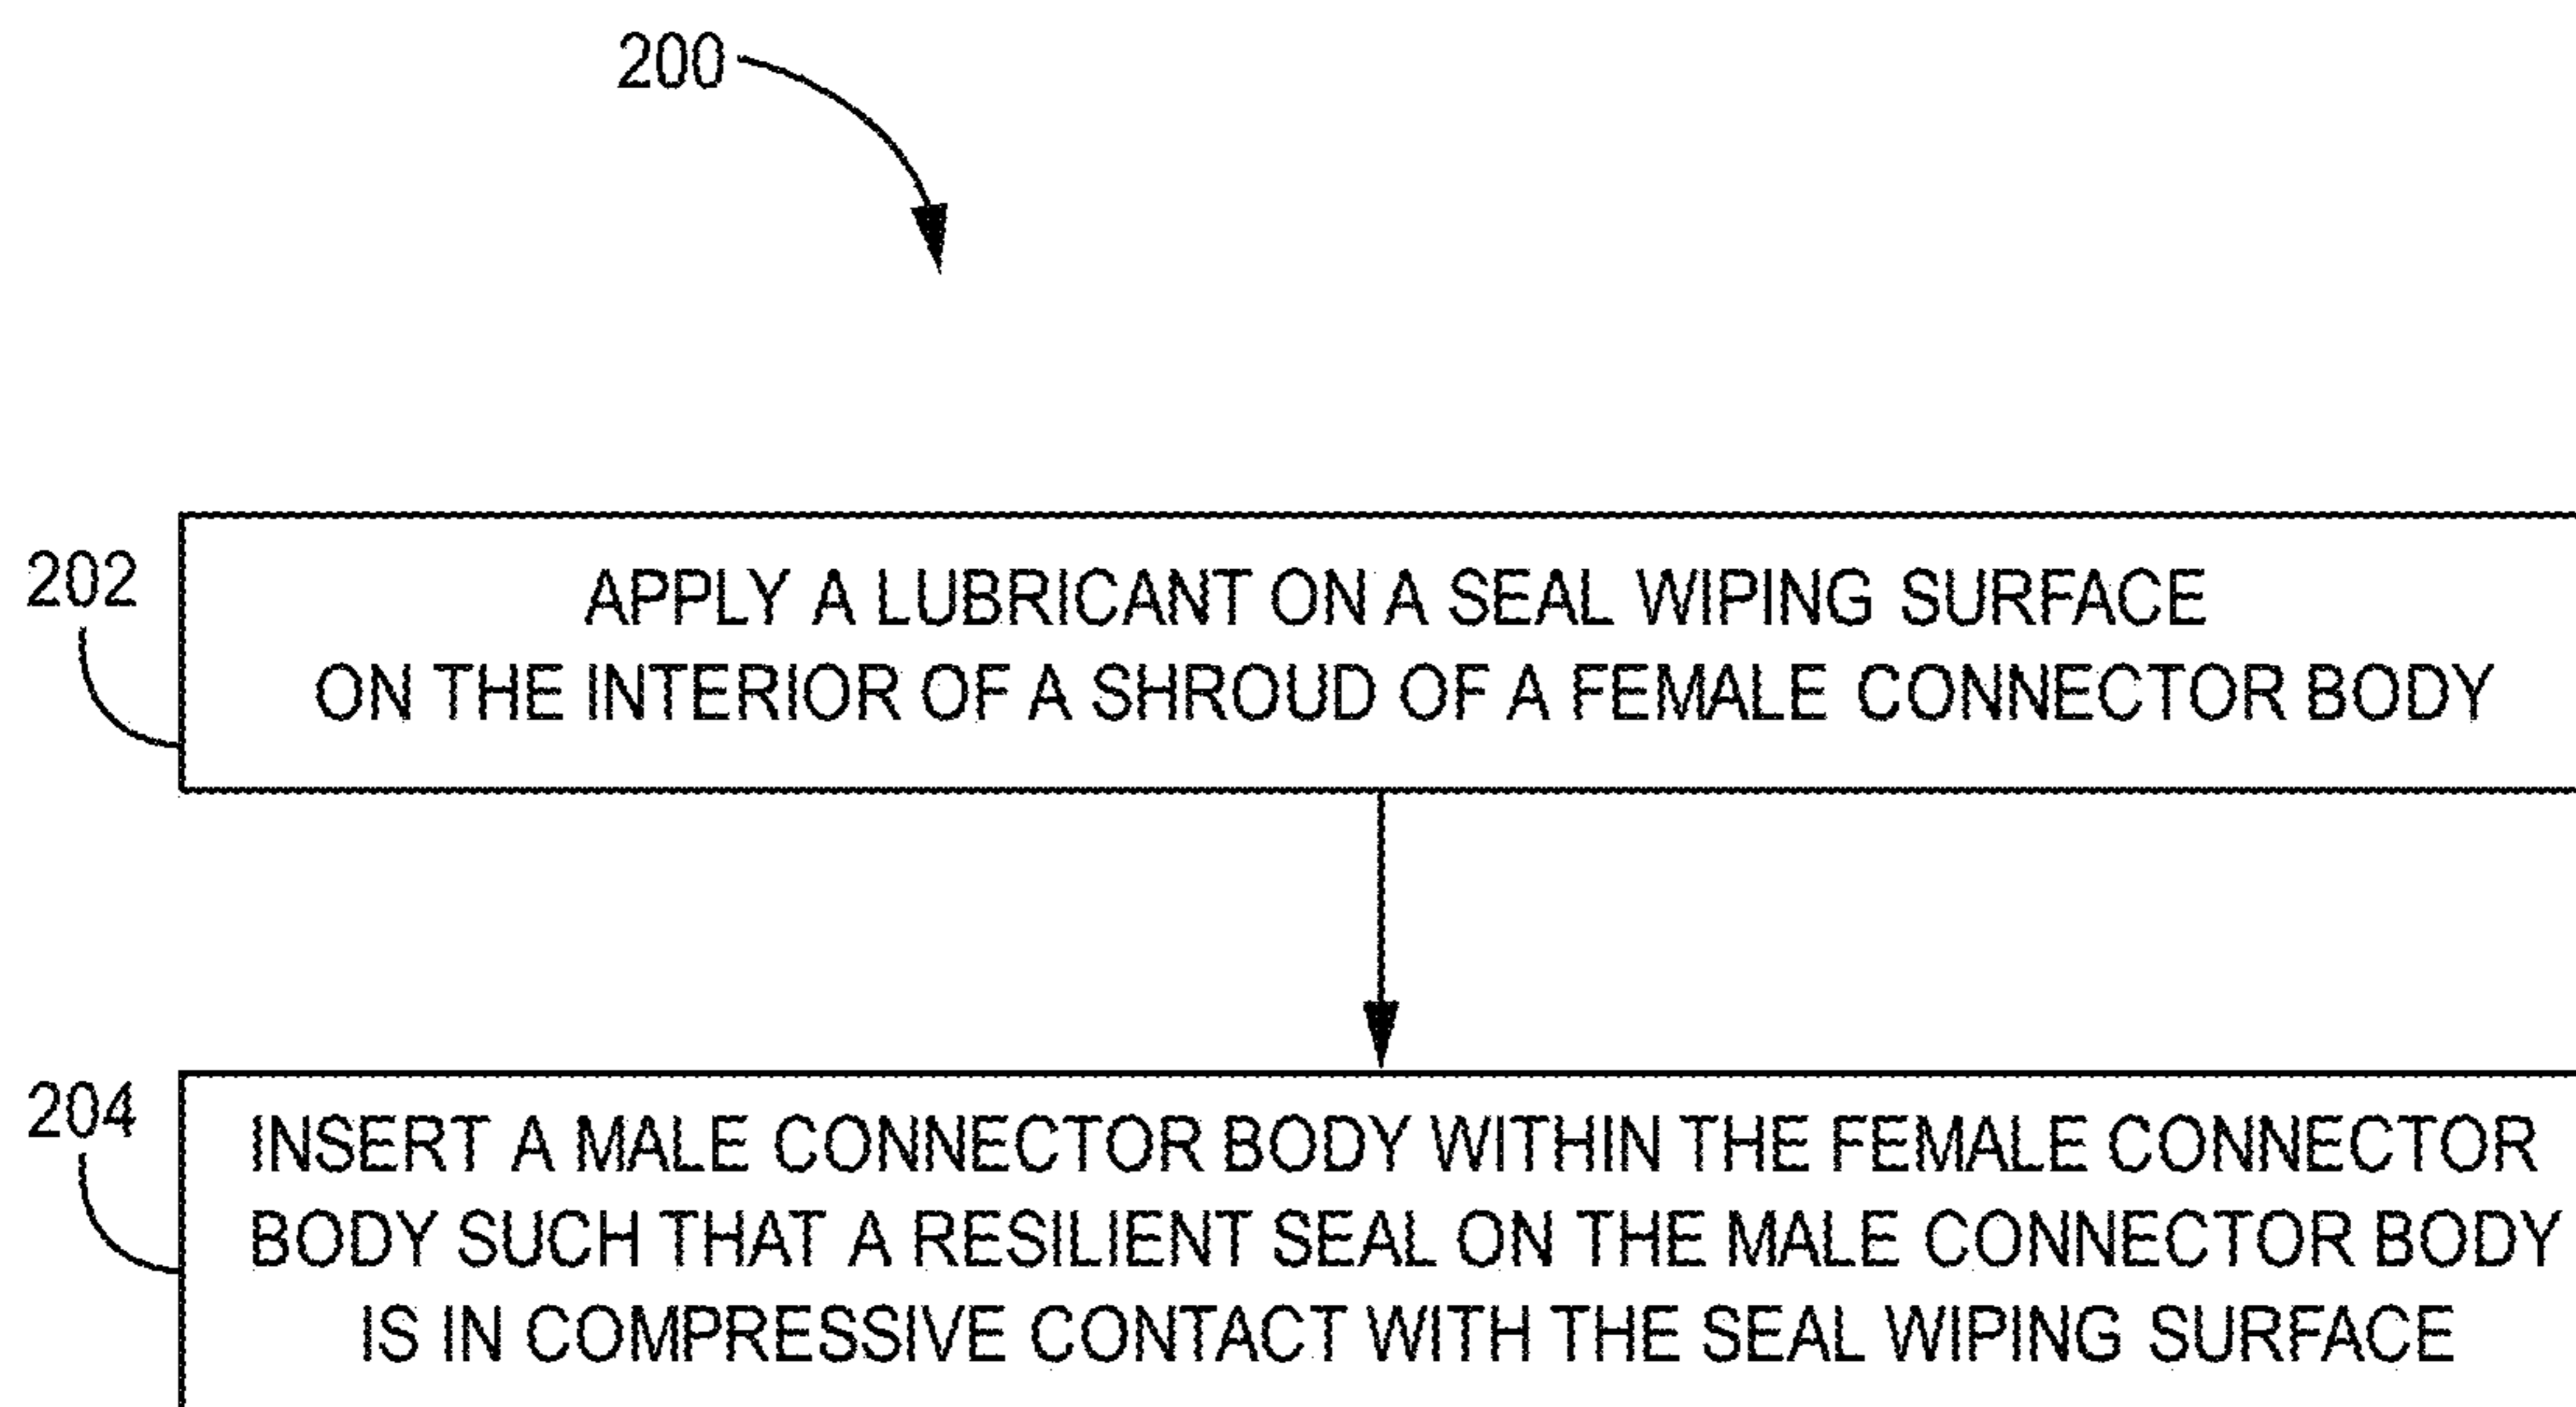 200
202
APPLY A LUBRICANT ON A SEAL WIPING SURFACE
ON THE INTERIOR OF A SHROUD OF A FEMALE CONNECTOR BODY
204
INSERT A MALE CONNECTOR BODY WITHIN THE FEMALE CONNECTOR
BODY SUCH THAT A RESILIENT SEAL ON THE MALE CONNECTOR BODY
IS IN COMPRESSIVE CONTACT WITH THE SEAL WIPING SURFACE